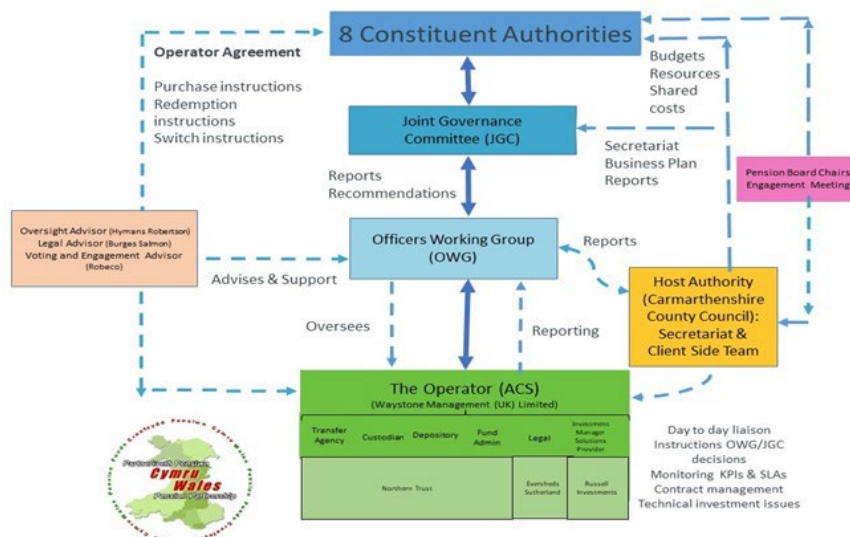 8 Constituent Authorities
Operator Agreement
Purchase instructions
Redemption
instructions
Switch instructions
Budgets
Resources
Shared
costs
Joint Governance
Committee (JGC)
Secretariat
Business Plan
Reports
Pension Board Chairs
Engagement Meeting
Reports
Recommendations
Oversight Advisor (Hymans Robertson)
Legal Advisor (Burges Salmon)
Voting and Engagement Advisor
(Robeco)
Advises & Support
Officers Working Group
(OWG)
Reports
Host Authority
(Carmarthenshire
County Council):
Secretariat &
Client Side Team
Oversees
Reporting
The Operator (ACS)
(Waystone Management (UK) Limited)
Transfer
Agency
Custodian
Depository
Fund
Admin
Legal
Investment
Manager
Solutions
Provider
Northern Trust
Eversheds
Sutherland
Russell
Investments
Day to day liaison
Instructions OWG/JGC
decisions
Monitoring KPIs & SLAs
Contract management
Technical investment issues
Partneriaeth Pensiwn
Cymru
Wales
Pension Partnership